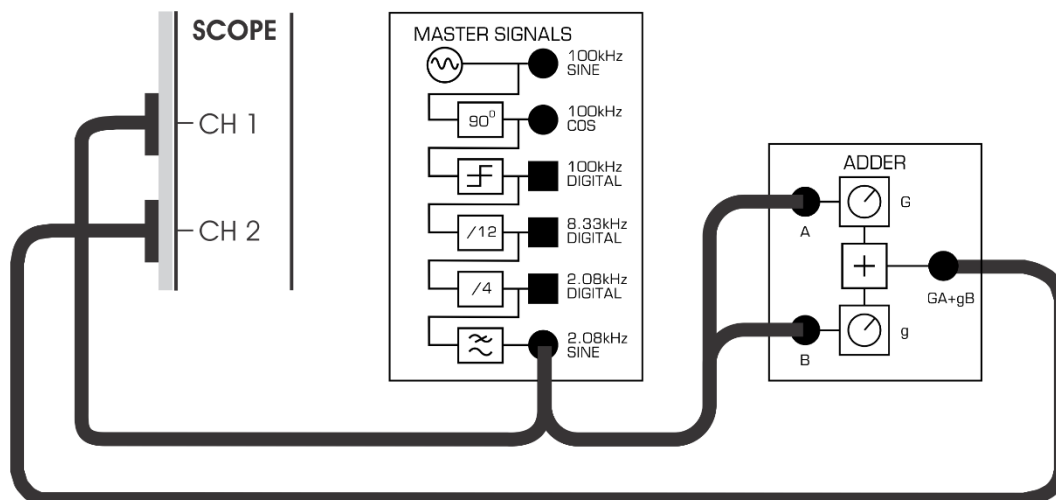 SCOPE
CH 1
CH 2
MASTER SIGNALS
100kHz
SINE
90⁰
100kHz
COS
100kHz
DIGITAL
/12
8.33kHz
DIGITAL
/4
2.08kHz
DIGITAL
2.08kHz
SINE
ADDER
G
A
+
GA+gB
B
g